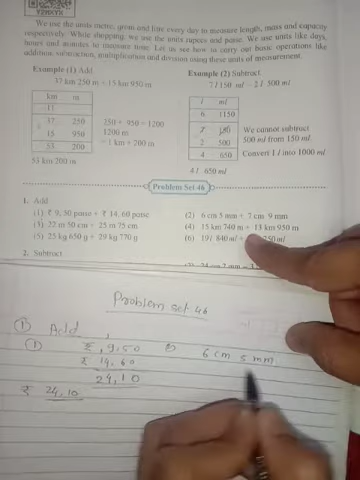 We use the units metre, gram and litre every day to measure length, mass and capacity
respectively. While shopping, we use the units rupees and paise. We use units like days,
hours and minutes to measure time. Let us see how to carry out basic operations like
addition, subtraction, multiplication and division using these units of measurement.
Example (1) Add
37 km 250 m + 15 km 950 m
km m
37 250
+ 15 950
53 200
250 + 950 = 1200
1200 m
= 1 km + 200 m
53 km 200 m
Example (2) Subtract
7 l 150 ml – 2 l 500 ml
l ml
6 1150
7 150
2 500
4 650
We cannot subtract
500 ml from 150 ml.
Convert 1 l into 1000 ml
4 l 650 ml
Problem Set 46
1. Add
(1) ₹ 9, 50 paise + ₹ 14, 60 paise
(2) 6 cm 5 mm + 7 cm 9 mm
(3) 22 m 50 cm + 25 m 75 cm
(4) 15 km 740 m + 13 km 950 m
(5) 25 kg 650 g + 29 kg 770 g
(6) 19 l 840 ml + 750 ml
2. Subtract
Problem set 46
① Add
① ₹ 9.50
₹ 14.60
24.10
₹ 24.10
② 6 cm 5 mm